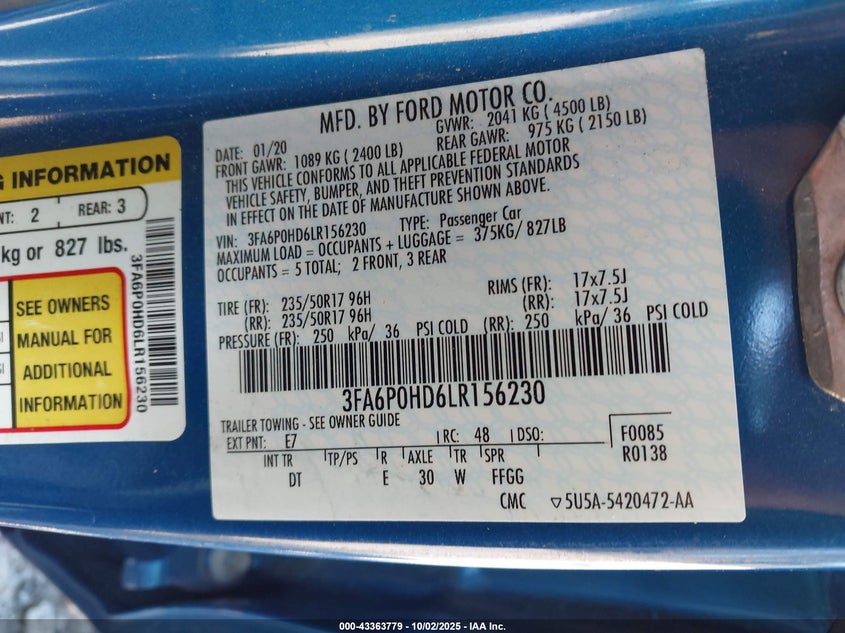 MFD. BY FORD MOTOR CO.
DATE: 01/20 GVWR: 2041 KG ( 4500 LB)
FRONT GAWR: 1089 KG ( 2400 LB) REAR GAWR: 975 KG ( 2150 LB)
THIS VEHICLE CONFORMS TO ALL APPLICABLE FEDERAL MOTOR
VEHICLE SAFETY, BUMPER, AND THEFT PREVENTION STANDARDS
IN EFFECT ON THE DATE OF MANUFACTURE SHOWN ABOVE.
VIN: 3FA6P0HD6LR156230 TYPE: Passenger Car
MAXIMUM LOAD = OCCUPANTS + LUGGAGE = 375KG/ 827LB
OCCUPANTS = 5 TOTAL; 2 FRONT, 3 REAR
TIRE (FR): 235/50R17 96H RIMS (FR): 17x7.5J
(RR): 235/50R17 96H (RR): 17x7.5J
PRESSURE (FR): 250 kPa/ 36 PSI COLD (RR): 250 kPa/ 36 PSI COLD
3FA6P0HD6LR156230
TRAILER TOWING - SEE OWNER GUIDE
EXT PNT: E7 RC: 48 DSO: F0085
R0138
INT TR TP/PS R AXLE TR SPR
DT E 30 W FFGG
CMC 5U5A-5420472-AA
INFORMATION
2 REAR: 3
kg or 827 lbs.
SEE OWNERS
MANUAL FOR
ADDITIONAL
INFORMATION
3FA6P0HD6LR156230
000-43363779 - 10/02/2025 - IAA Inc.